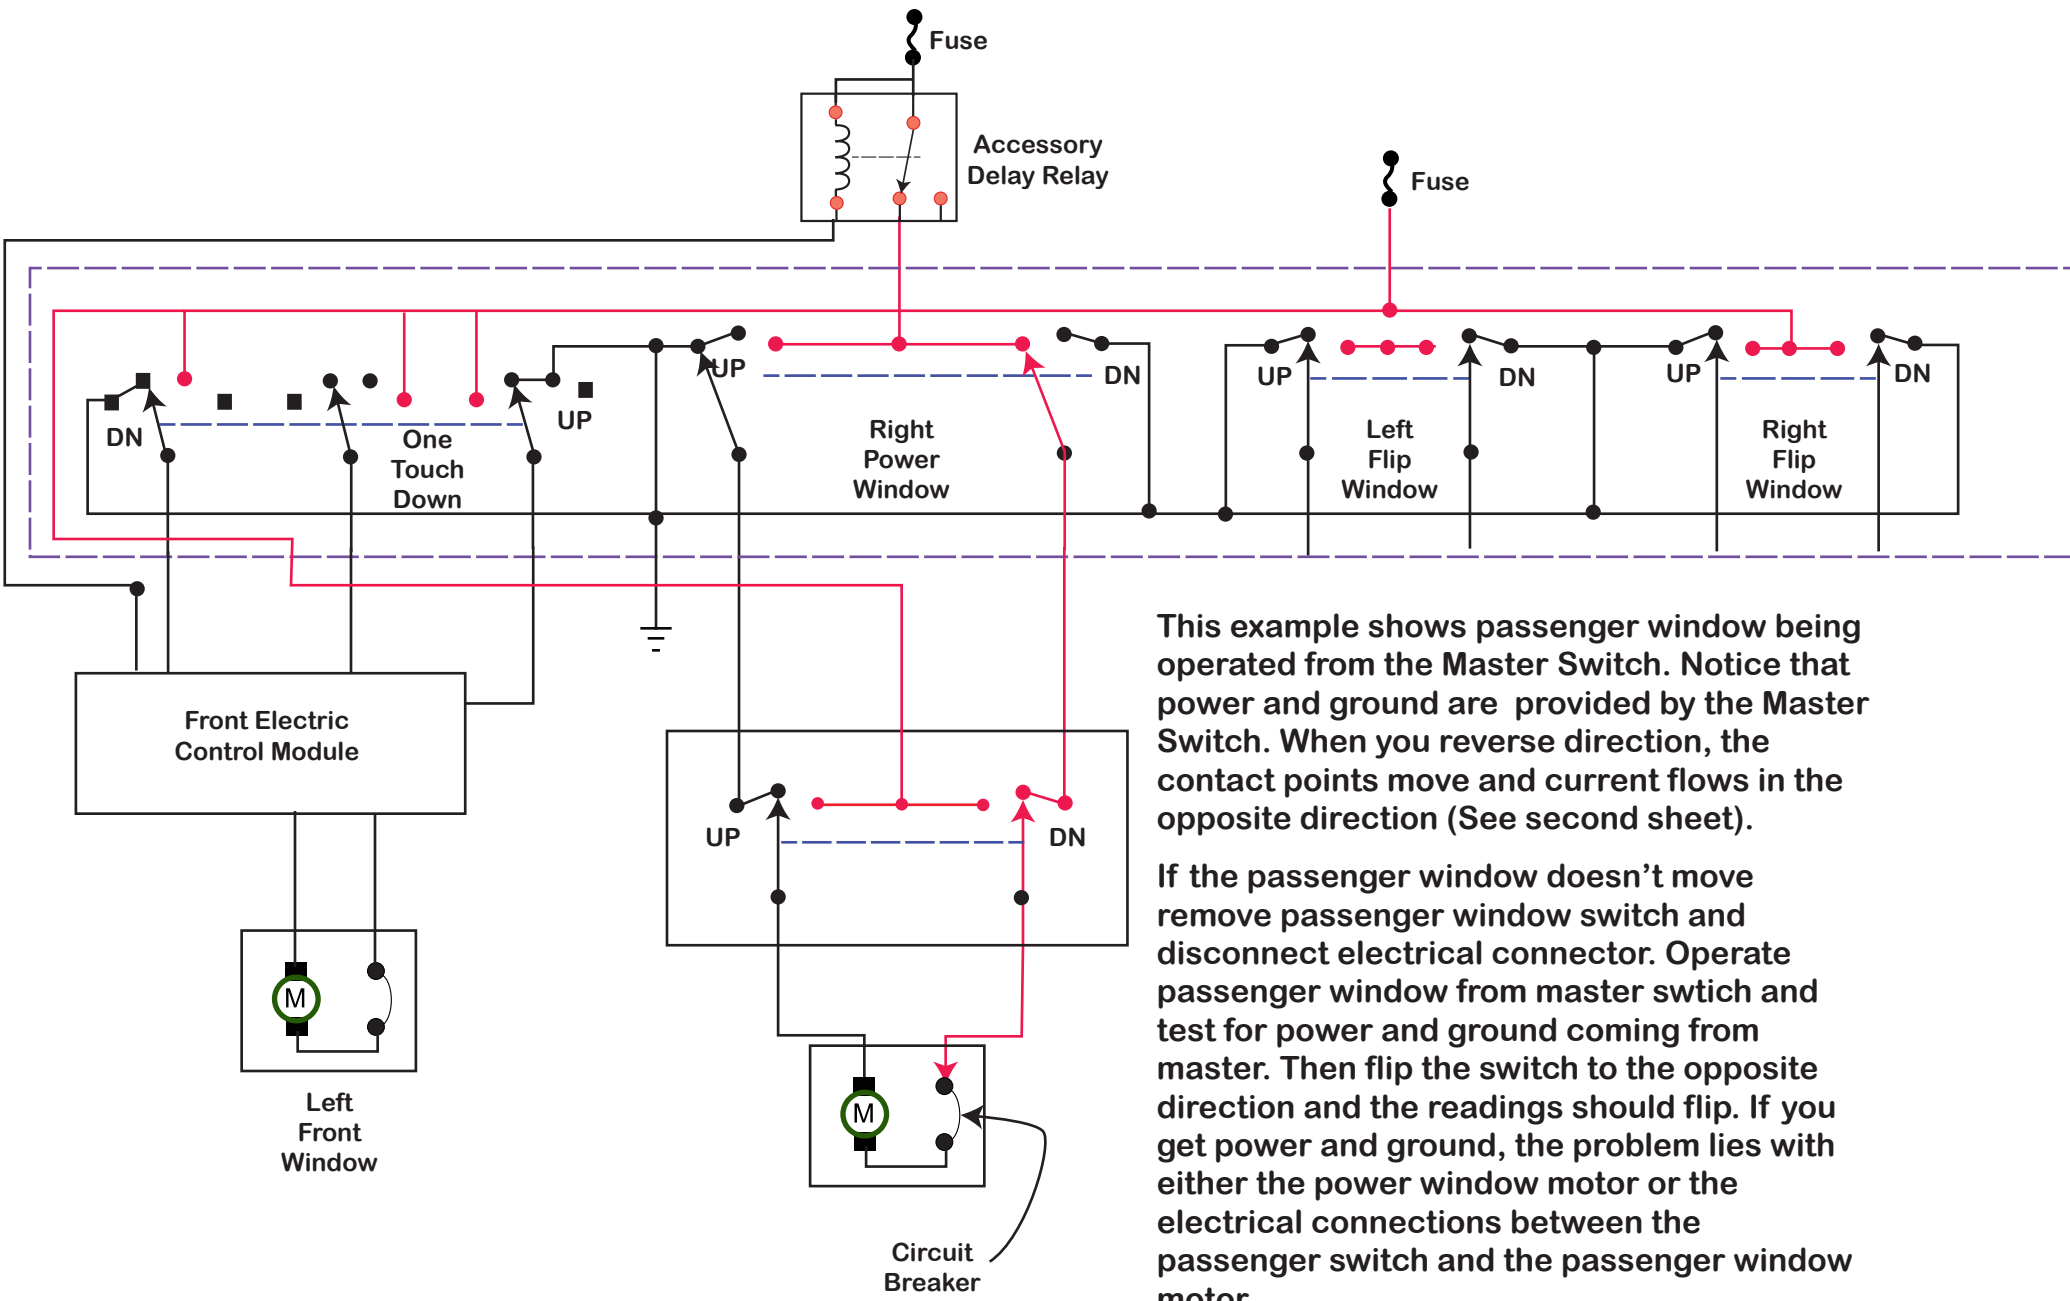 Fuse
Accessory
Delay Relay
Fuse
UP
DN
UP
DN
UP
DN
DN
One
Touch
Down
UP
Right
Power
Window
Left
Flip
Window
Right
Flip
Window
Front Electric
Control Module
UP
DN
M
Left
Front
Window
M
Circuit
Breaker
This example shows passenger window being
operated from the Master Switch. Notice that
power and ground are provided by the Master
Switch. When you reverse direction, the
contact points move and current flows in the
opposite direction (See second sheet).
If the passenger window doesn’t move
remove passenger window switch and
disconnect electrical connector. Operate
passenger window from master swtich and
test for power and ground coming from
master. Then flip the switch to the opposite
direction and the readings should flip. If you
get power and ground, the problem lies with
either the power window motor or the
electrical connections between the
passenger switch and the passenger window
motor